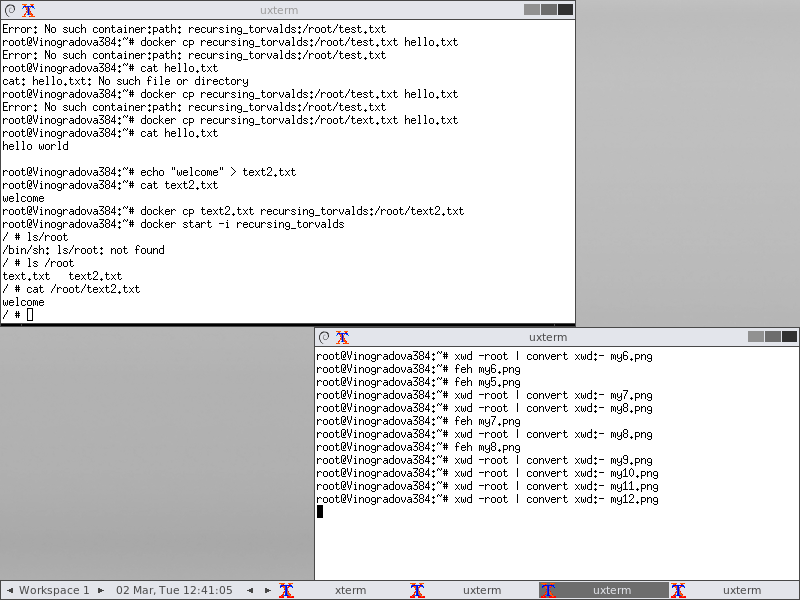 uxterm
Error: No such container:path: recursing_torvalds:/root/test.txt
root@Vinogradova384:~# docker cp recursing_torvalds:/root/test.txt hello.txt
Error: No such container:path: recursing_torvalds:/root/test.txt
root@Vinogradova384:~# cat hello.txt
cat: hello.txt: No such file or directory
root@Vinogradova384:~# docker cp recursing_torvalds:/root/test.txt hello.txt
Error: No such container:path: recursing_torvalds:/root/test.txt
root@Vinogradova384:~# docker cp recursing_torvalds:/root/text.txt hello.txt
root@Vinogradova384:~# cat hello.txt
hello world
root@Vinogradova384:~# echo "welcome" > text2.txt
root@Vinogradova384:~# cat text2.txt
welcome
root@Vinogradova384:~# docker cp text2.txt recursing_torvalds:/root/text2.txt
root@Vinogradova384:~# docker start -i recursing_torvalds
/ # ls/root
/bin/sh: ls/root: not found
/ # ls /root
text.txt   text2.txt
/ # cat /root/text2.txt
welcome
/ #
uxterm
root@Vinogradova384:~# xwd -root | convert xwd:- my6.png
root@Vinogradova384:~# feh my6.png
root@Vinogradova384:~# feh my5.png
root@Vinogradova384:~# xwd -root | convert xwd:- my7.png
root@Vinogradova384:~# xwd -root | convert xwd:- my8.png
root@Vinogradova384:~# feh my7.png
root@Vinogradova384:~# xwd -root | convert xwd:- my8.png
root@Vinogradova384:~# feh my8.png
root@Vinogradova384:~# xwd -root | convert xwd:- my9.png
root@Vinogradova384:~# xwd -root | convert xwd:- my10.png
root@Vinogradova384:~# xwd -root | convert xwd:- my11.png
root@Vinogradova384:~# xwd -root | convert xwd:- my12.png
Workspace 1 02 Mar, Tue 12:41:05 xterm uxterm uxterm uxterm